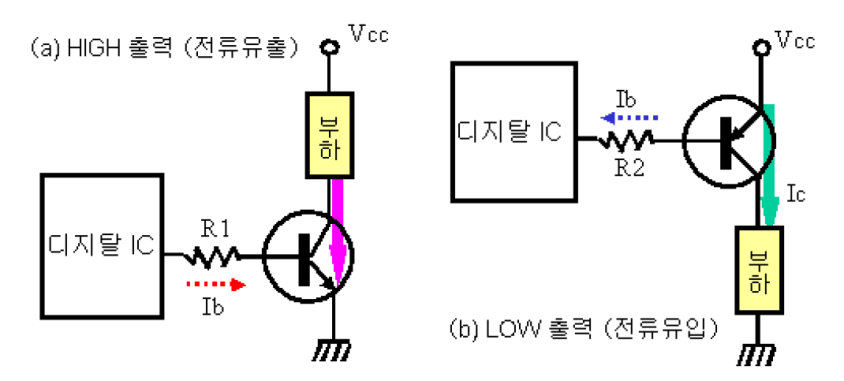 (a) HIGH 출력 (전류유출)
Vcc
부하
디지탈 IC
R1
Ib
Vcc
디지탈 IC
Ib
R2
Ic
부하
(b) LOW 출력 (전류유입)